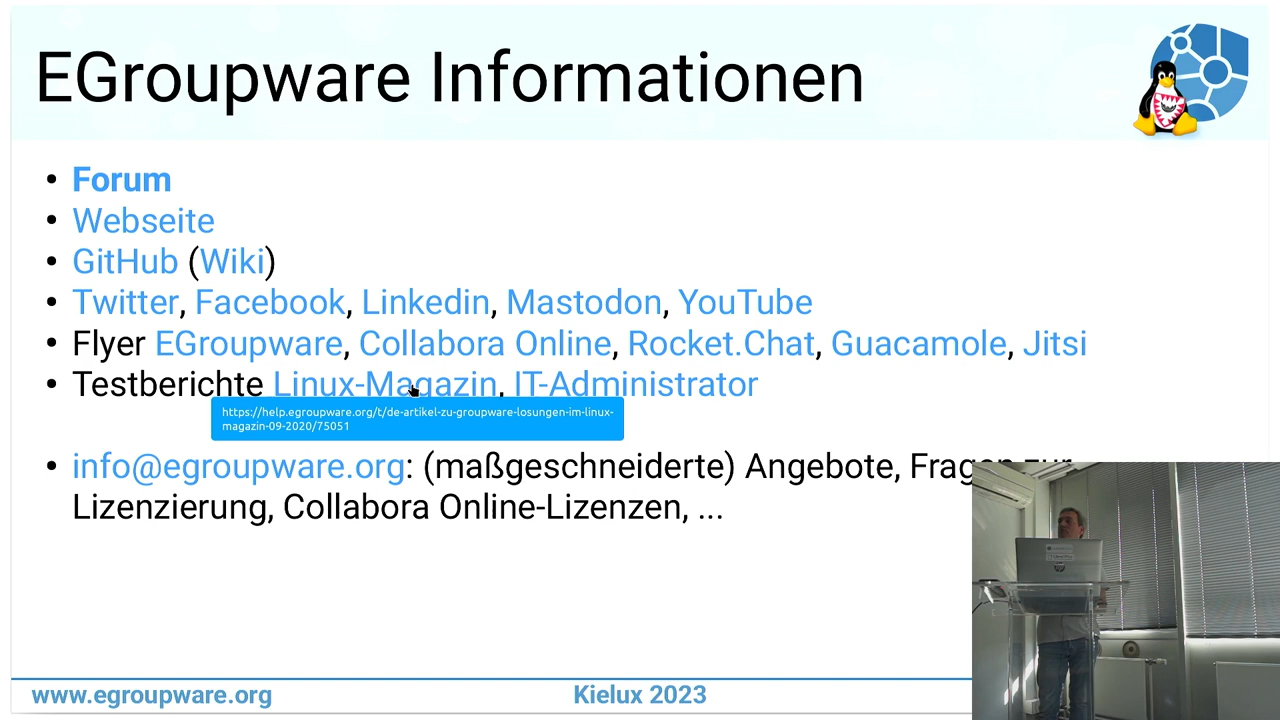 EGroupware Informationen
• Forum
• Webseite
• GitHub (Wiki)
• Twitter, Facebook, Linkedin, Mastodon, YouTube
• Flyer EGroupware, Collabora Online, Rocket.Chat, Guacamole, Jitsi
• Testberichte Linux-Magazin, IT-Administrator
https://help.egroupware.org/t/de-artikel-zu-groupware-losungen-im-linux-
magazin-09-2020/75051
• info@egroupware.org: (maßgeschneiderte) Angebote, Fragen zur
Lizenzierung, Collabora Online-Lizenzen, ...
www.egroupware.org
Kielux 2023